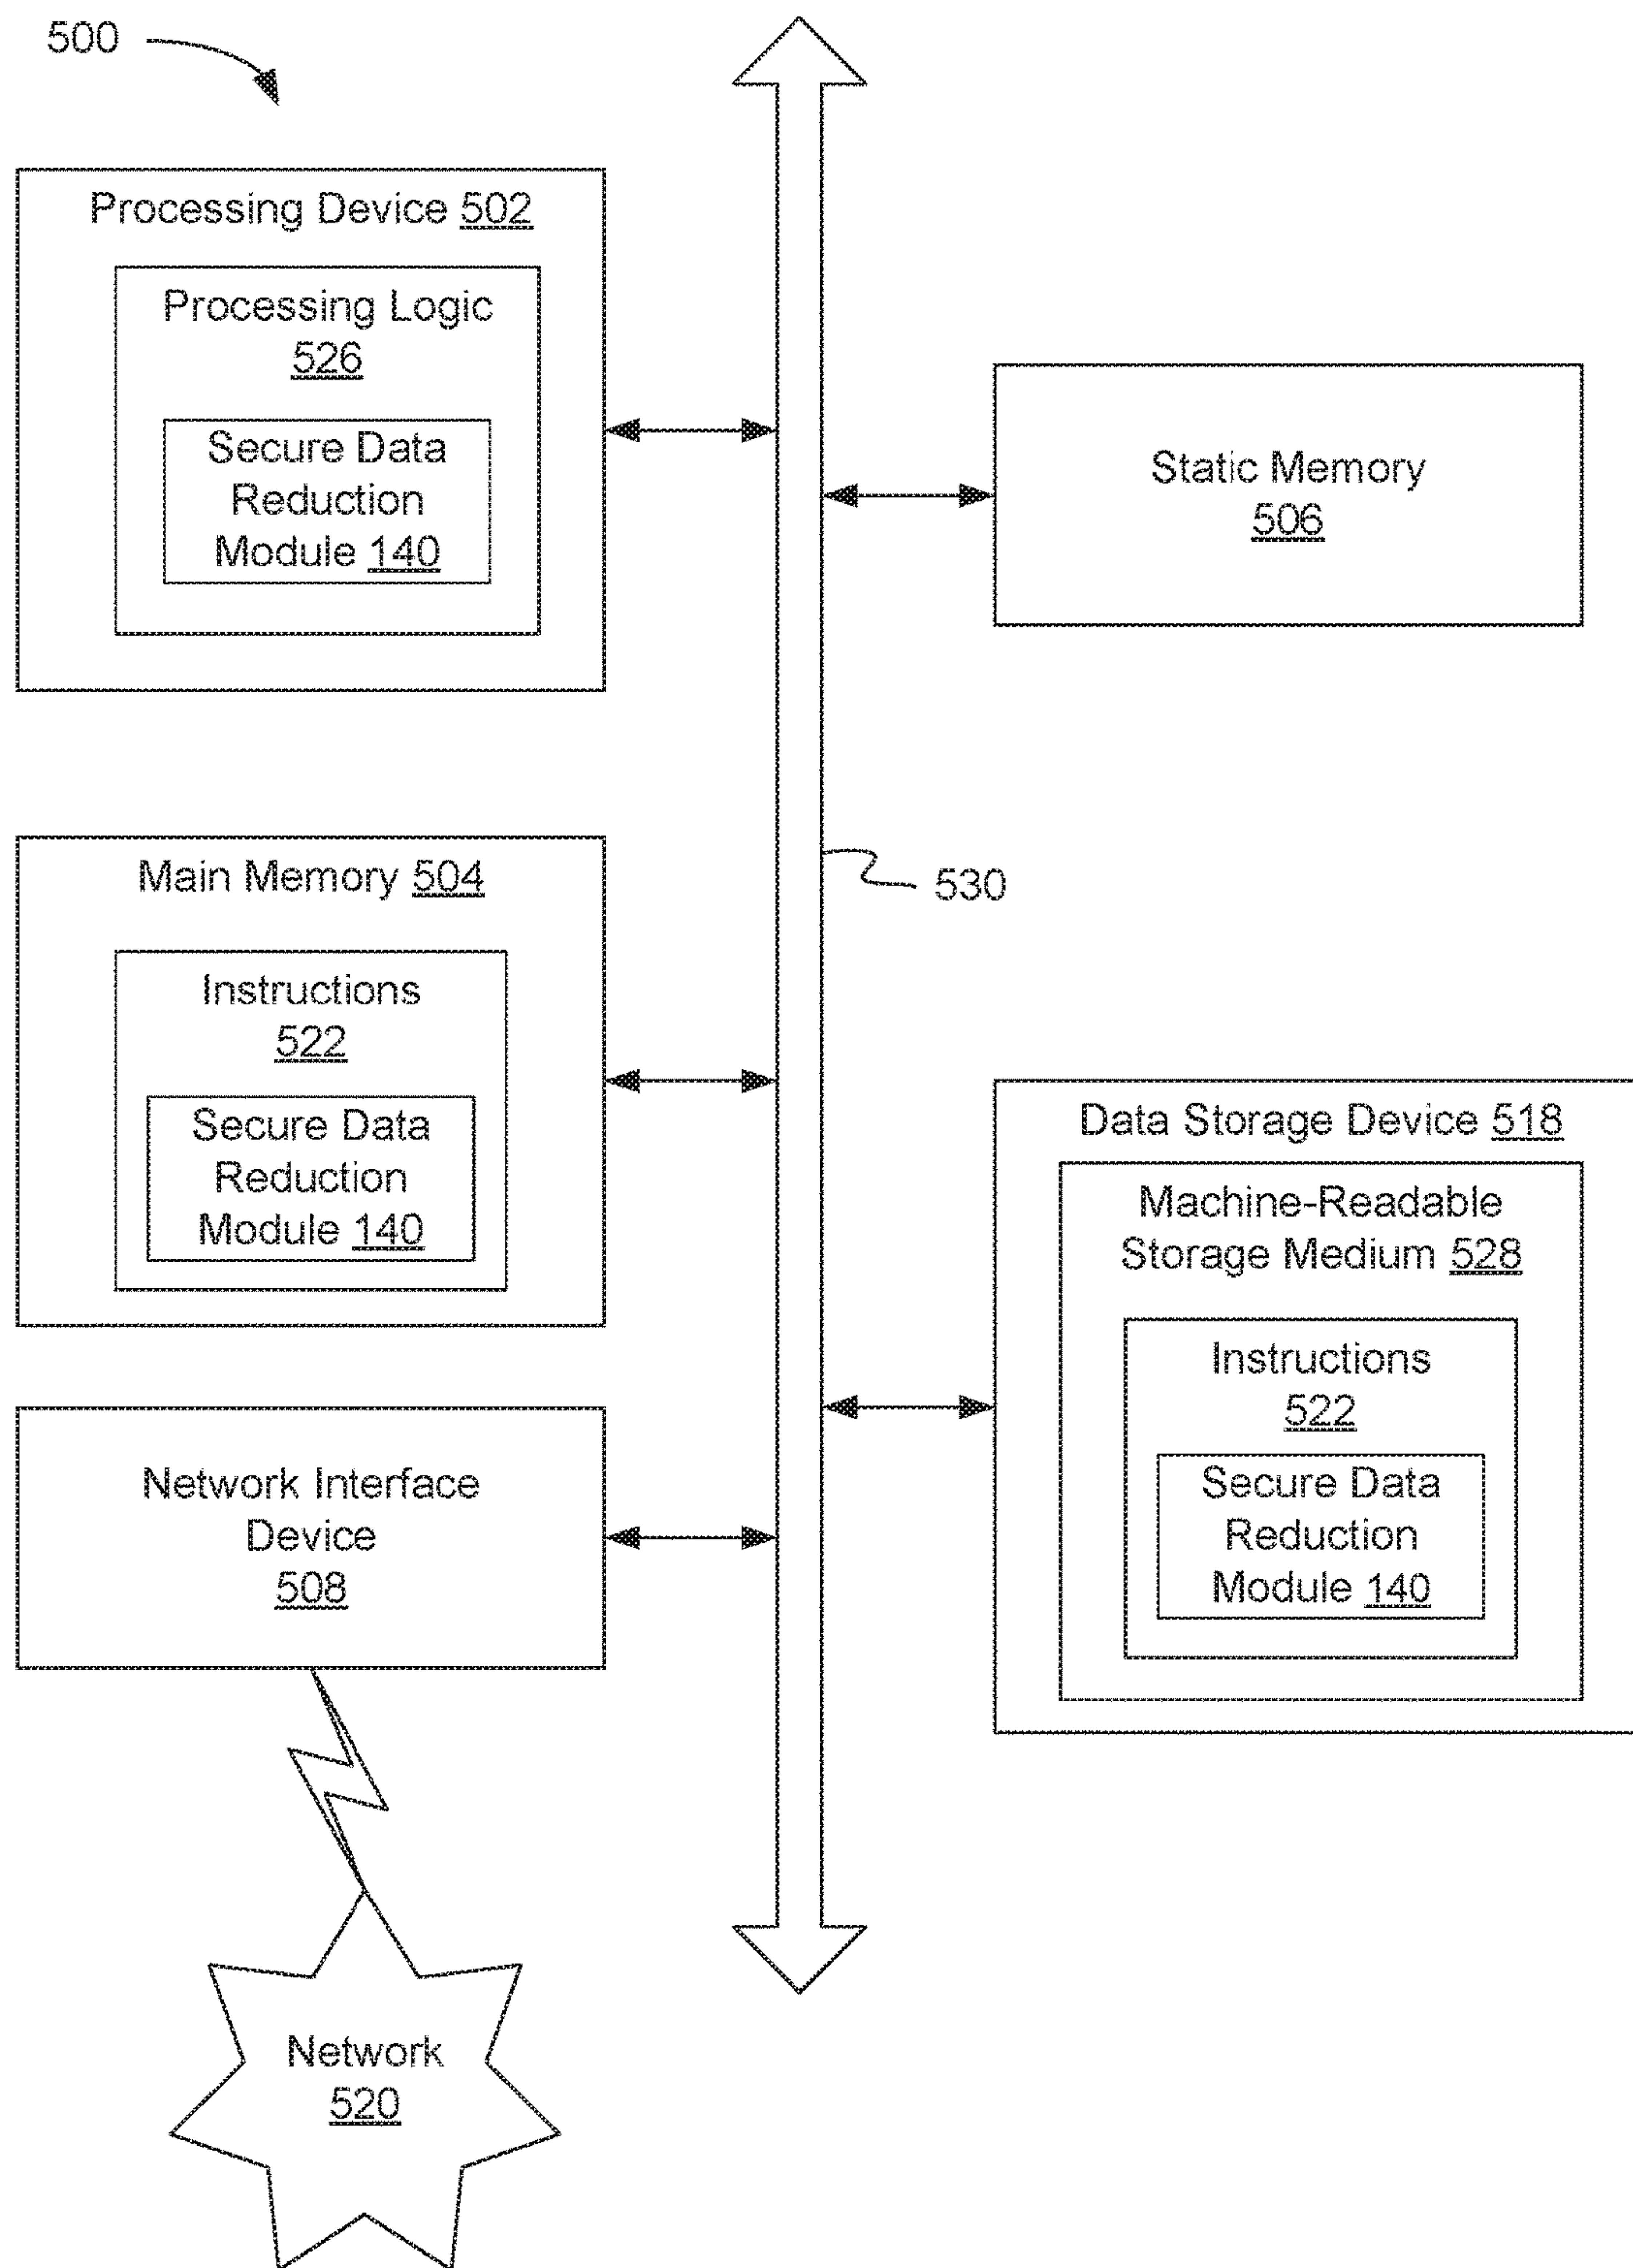 500
Processing Device 502
Processing Logic
526
Secure Data
Reduction
Module 140
Static Memory
506
Main Memory 504
530
Instructions
522
Secure Data
Reduction
Module 140
Data Storage Device 518
Machine-Readable
Storage Medium 528
Instructions
522
Secure Data
Reduction
Module 140
Network Interface
Device
508
Network
520